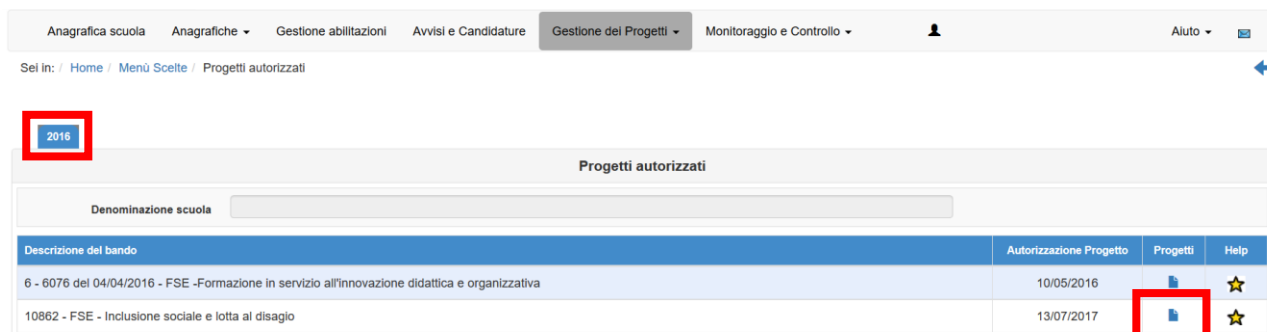 Anagrafica scuola Anagrafiche Gestione abilitazioni Avvisi e Candidature Gestione dei Progetti Monitoraggio e Controllo Aiuto
Sei in: / Home / Menù Scelte / Progetti autorizzati
2016
Progetti autorizzati
Denominazione scuola
Descrizione del bando Autorizzazione Progetto Progetti Help
6 - 6076 del 04/04/2016 - FSE -Formazione in servizio all'innovazione didattica e organizzativa 10/05/2016
10862 - FSE - Inclusione sociale e lotta al disagio 13/07/2017